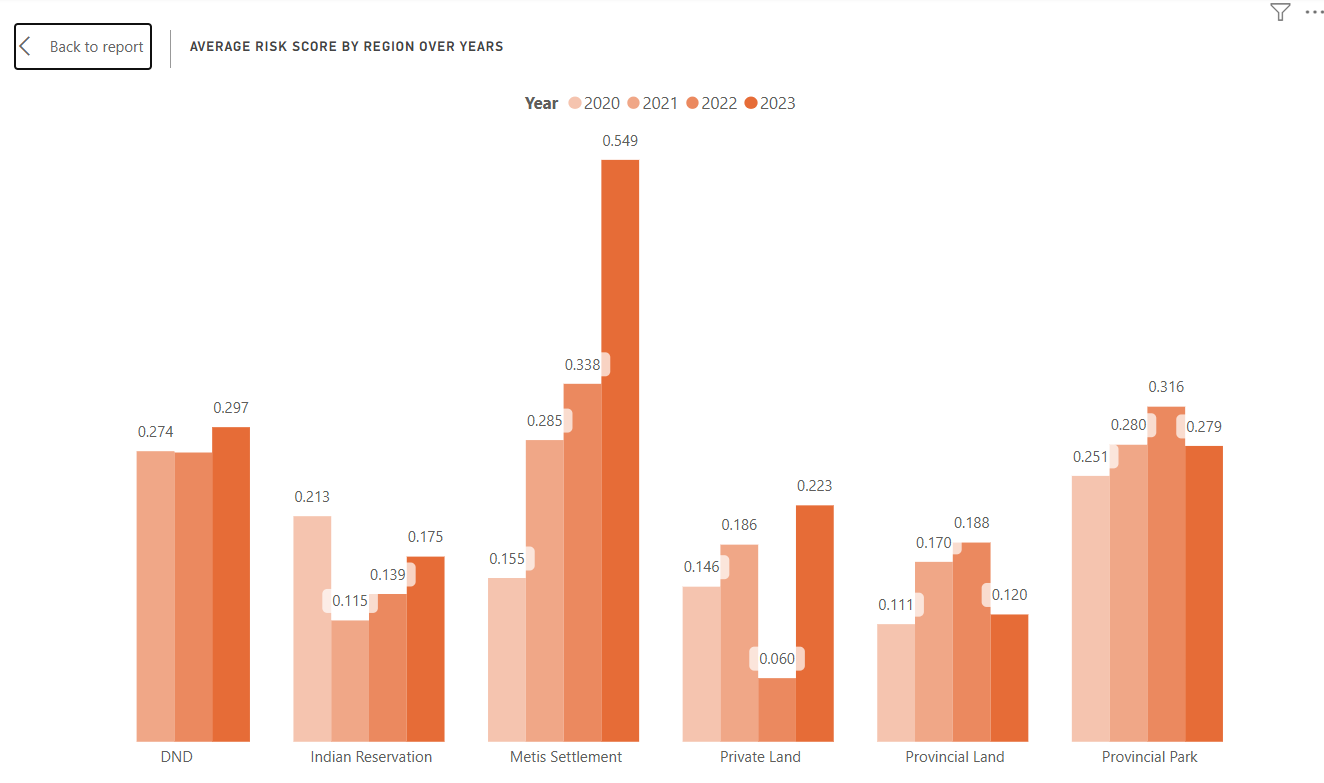 Back to report
AVERAGE RISK SCORE BY REGION OVER YEARS
Year 2020 2021 2022 2023
0.274 0.297
0.213 0.115 0.139 0.175
0.155 0.285 0.338 0.549
0.146 0.186 0.060 0.223
0.111 0.170 0.188 0.120
0.251 0.280 0.316 0.279
DND Indian Reservation Metis Settlement Private Land Provincial Land Provincial Park